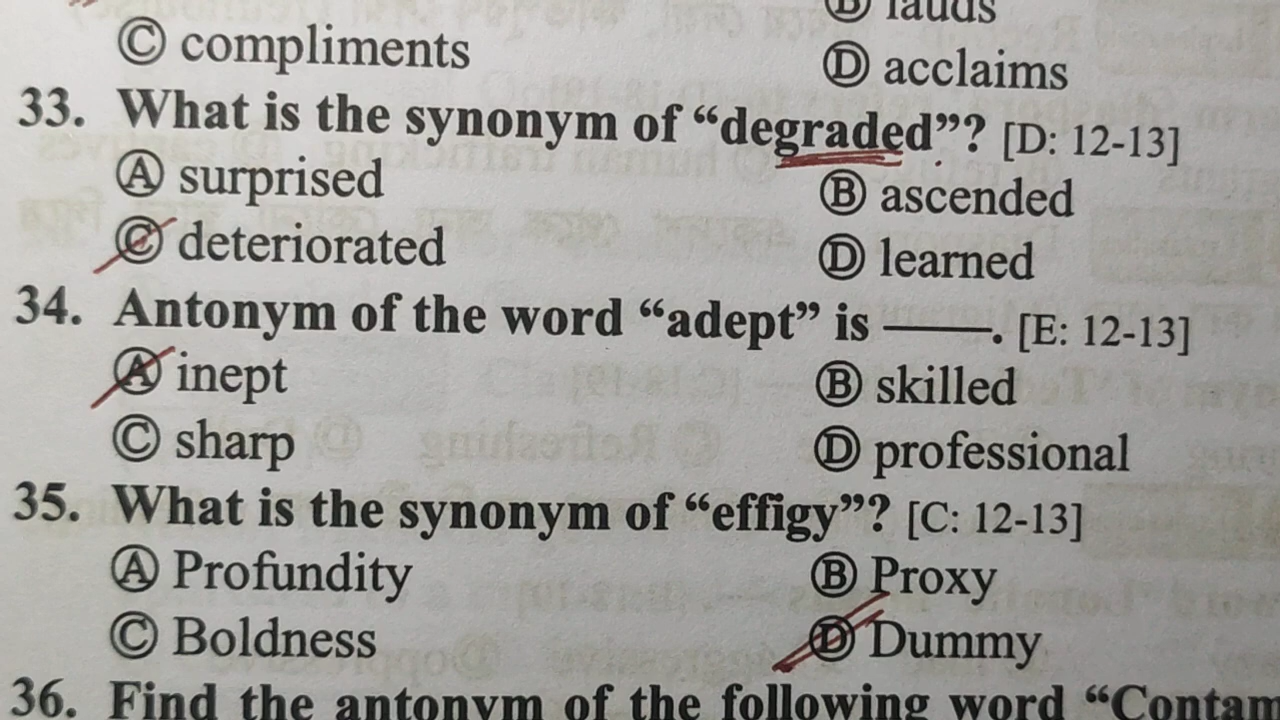 Ⓑ lauds
Ⓒ compliments Ⓓ acclaims
33. What is the synonym of “degraded”? [D: 12-13]
Ⓐ surprised Ⓑ ascended
Ⓒ deteriorated Ⓓ learned
34. Antonym of the word “adept” is ———. [E: 12-13]
Ⓐ inept Ⓑ skilled
Ⓒ sharp Ⓓ professional
35. What is the synonym of “effigy”? [C: 12-13]
Ⓐ Profundity Ⓑ Proxy
Ⓒ Boldness Ⓓ Dummy
36. Find the antonym of the following word “Contam